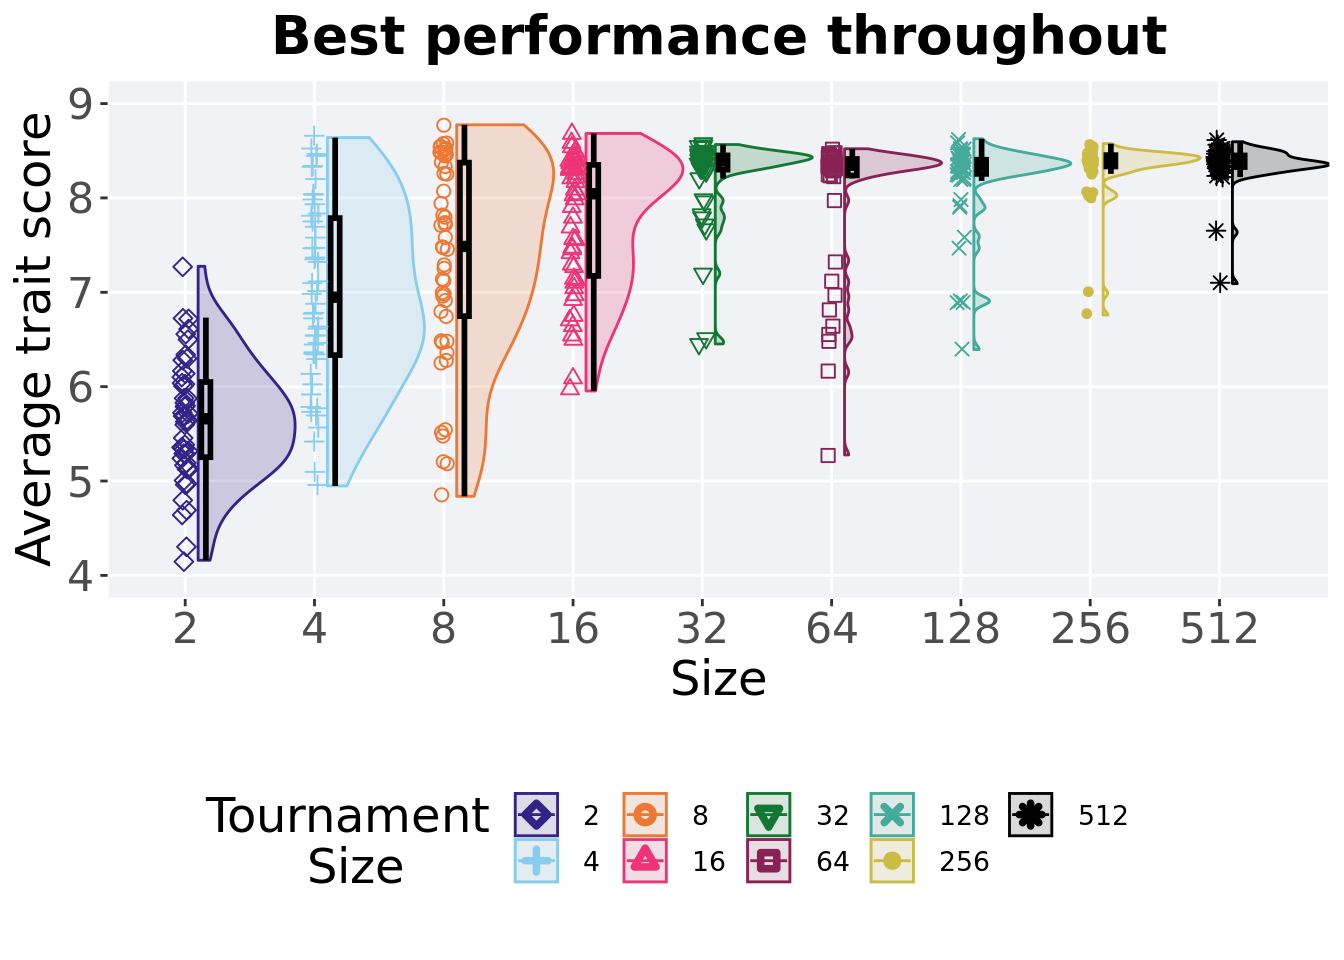 Best performance throughout
Average trait score
9
8
7
6
5
4
2 4 8 16 32 64 128 256 512
Size
Tournament
Size
2 8 32 128 512
4 16 64 256